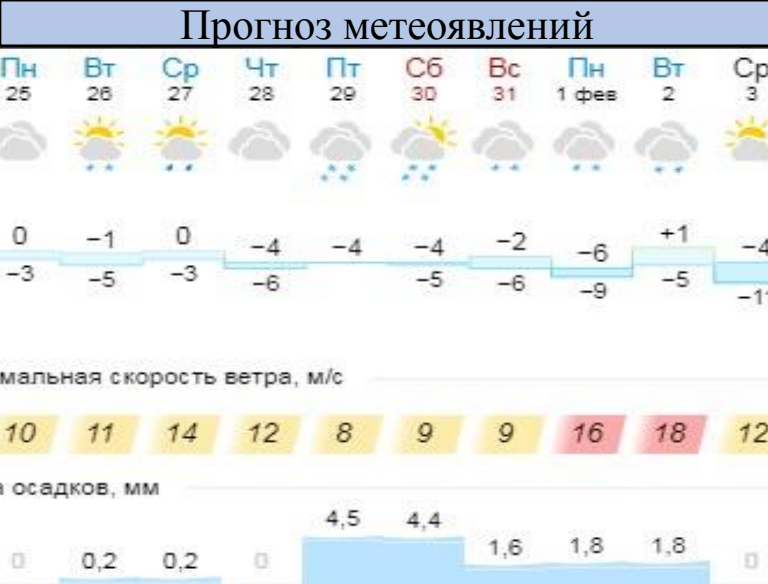 Прогноз метеоявлений
Пн Вт Ср Чт Пт Сб Вс Пн Вт Ср
25 26 27 28 29 30 31 1 фев 2 3
0 −1 0 −4 −4 −4 −2 −6 +1 −4
−3 −5 −3 −6 −5 −6 −9 −5 −11
мальная скорость ветра, м/с
10 11 14 12 8 9 9 16 18 12
а осадков, мм
4,5 4,4
0 0,2 0,2 0 1,6 1,8 1,8 0